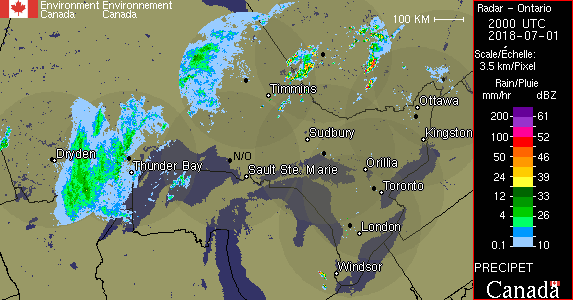 Environment Environnement
Canada Canada
100 KM
Timmins
Ottawa
Sudbury
Kingston
Dryden
Thunder Bay
N/O
Sault Ste. Marie
Orillia
Toronto
London
Windsor
Radar - Ontario
2000 UTC
2018-07-01
Scale/Échelle:
3.5 km/Pixel
Rain/Pluie
mm/hr dBZ
200 61
100 52
50 46
24 39
12 33
4 26
0.1 10
PRECIPET
Canada